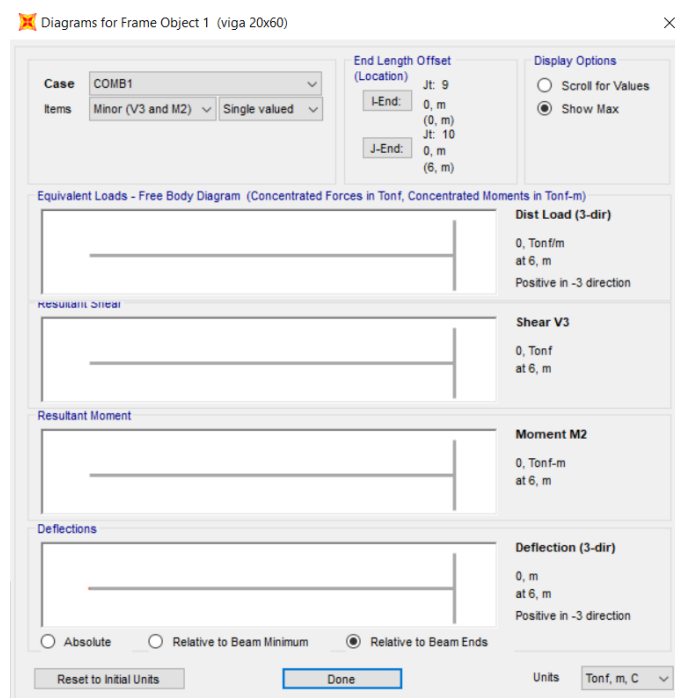 Diagrams for Frame Object 1 (viga 20x60)
Case COMB1
Items Minor (V3 and M2) Single valued
End Length Offset
(Location)
Jt: 9
I-End: 0, m
(0, m)
Jt: 10
J-End: 0, m
(6, m)
Display Options
Scroll for Values
Show Max
Equivalent Loads - Free Body Diagram (Concentrated Forces in Tonf, Concentrated Moments in Tonf-m)
Dist Load (3-dir)
0, Tonf/m
at 6, m
Positive in -3 direction
Resultant Shear
Shear V3
0, Tonf
at 6, m
Resultant Moment
Moment M2
0, Tonf-m
at 6, m
Deflections
Deflection (3-dir)
0, m
at 6, m
Positive in -3 direction
Absolute Relative to Beam Minimum Relative to Beam Ends
Reset to Initial Units Done Units Tonf, m, C